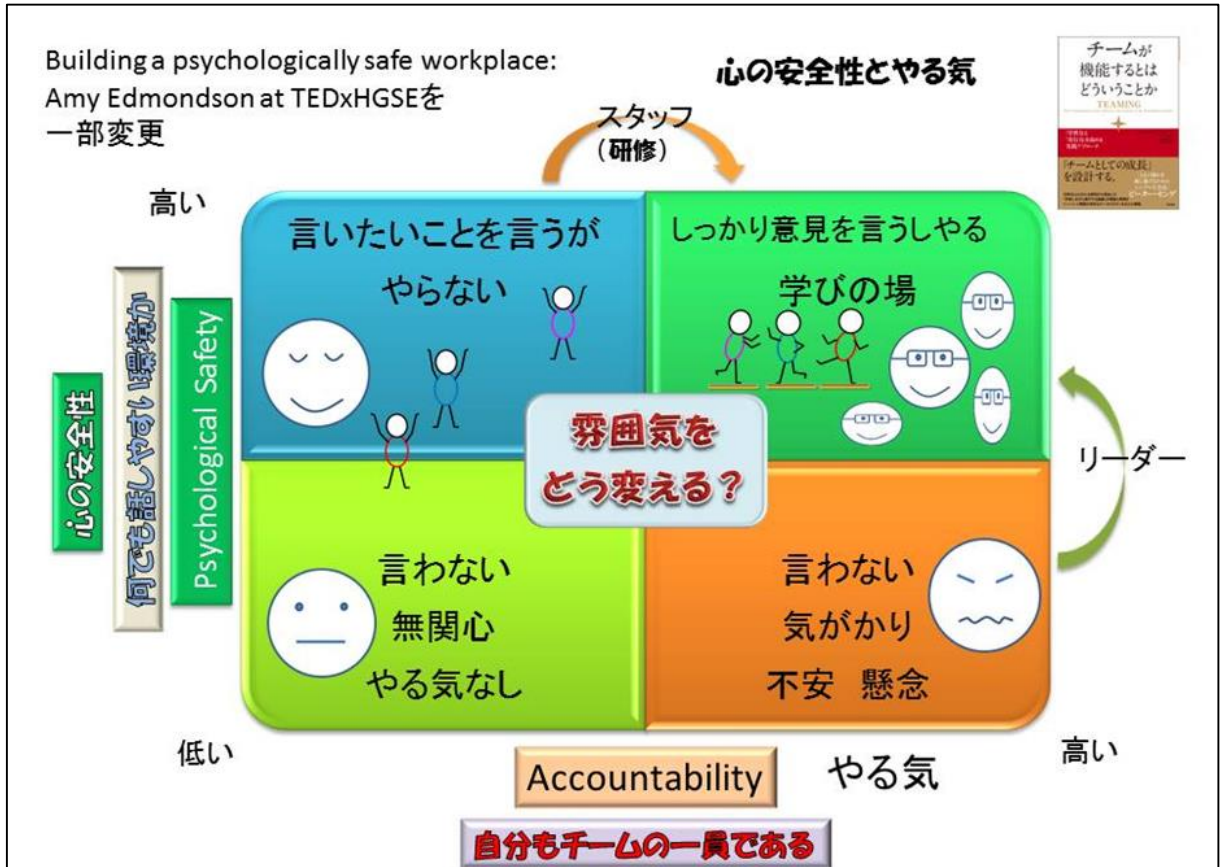 Building a psychologically safe workplace:
Amy Edmondson at TEDxHGSEを
一部変更
心の安全性とやる気
チームが
機能するとは
どういうことか
TEAMING
「チームとしての成長」
を設計する。
スタッフ
（研修）
高い
言いたいことを言うが
やらない
しっかり意見を言うしやる
学びの場
心の安全性
何でも話しやすい環境か
Psychological Safety
雰囲気を
どう変える？
リーダー
言わない
無関心
やる気なし
言わない
気がかり
不安 懸念
低い
高い
Accountability
やる気
自分もチームの一員である